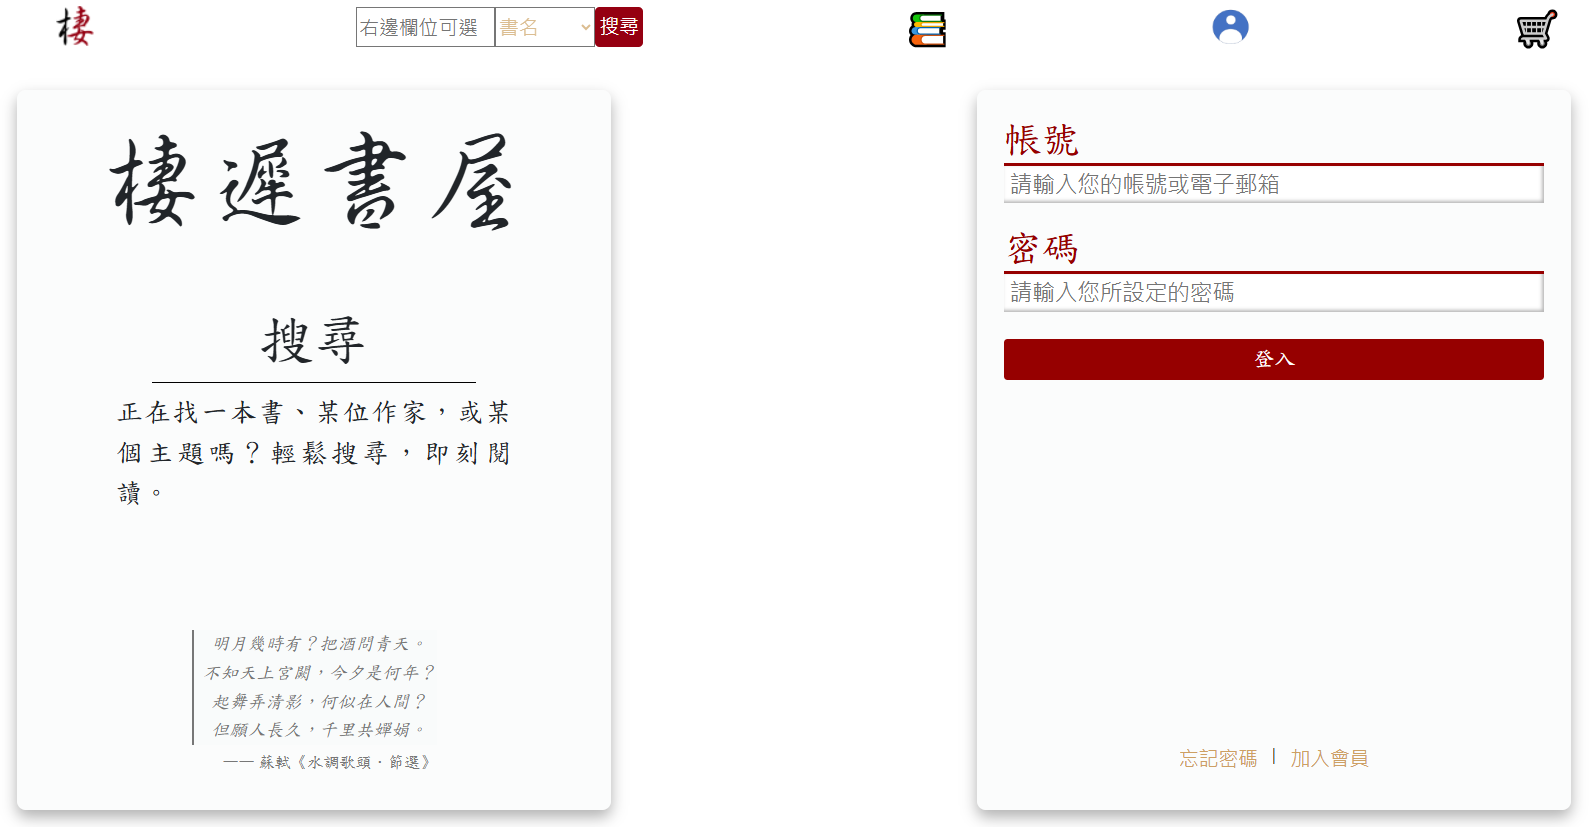 棲
右邊欄位可選
書名
搜尋
棲遲書屋
搜尋
正在找一本書、某位作家，或某
個主題嗎？輕鬆搜尋，即刻閱
讀。
明月幾時有？把酒問青天。
不知天上宮闕，今夕是何年？
起舞弄清影，何似在人間？
但願人長久，千里共嬋娟。
—— 蘇軾《水調歌頭．節選》
帳號
請輸入您的帳號或電子郵箱
密碼
請輸入您所設定的密碼
登入
忘記密碼 | 加入會員